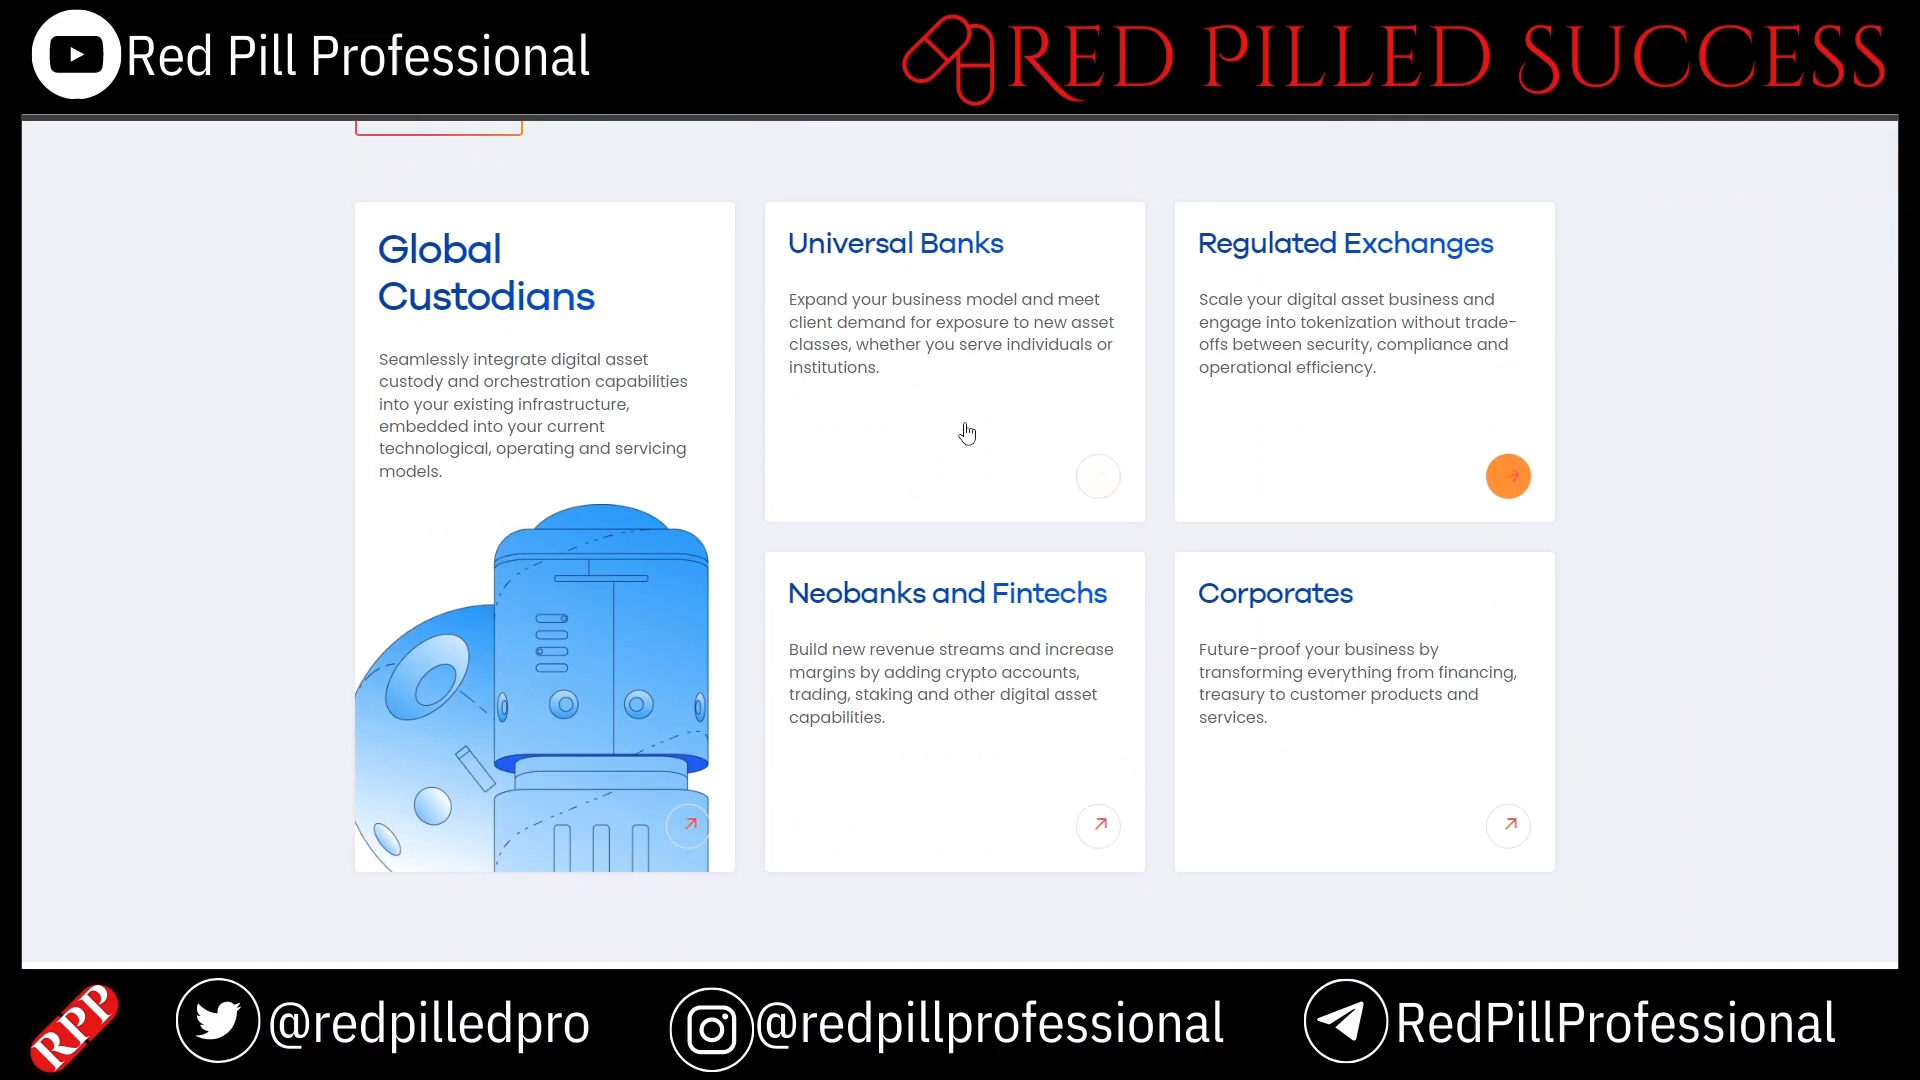 Red Pill Professional
RED PILLED SUCCESS
Global
Custodians
Seamlessly integrate digital asset
custody and orchestration capabilities
into your existing infrastructure,
embedded into your current
technological, operating and servicing
models.
Universal Banks
Expand your business model and meet
client demand for exposure to new asset
classes, whether you serve individuals or
institutions.
Regulated Exchanges
Scale your digital asset business and
engage into tokenization without trade-
offs between security, compliance and
operational efficiency.
Neobanks and Fintechs
Build new revenue streams and increase
margins by adding crypto accounts,
trading, staking and other digital asset
capabilities.
Corporates
Future-proof your business by
transforming everything from financing,
treasury to customer products and
services.
RPP
@redpilledpro
@redpillprofessional
RedPillProfessional